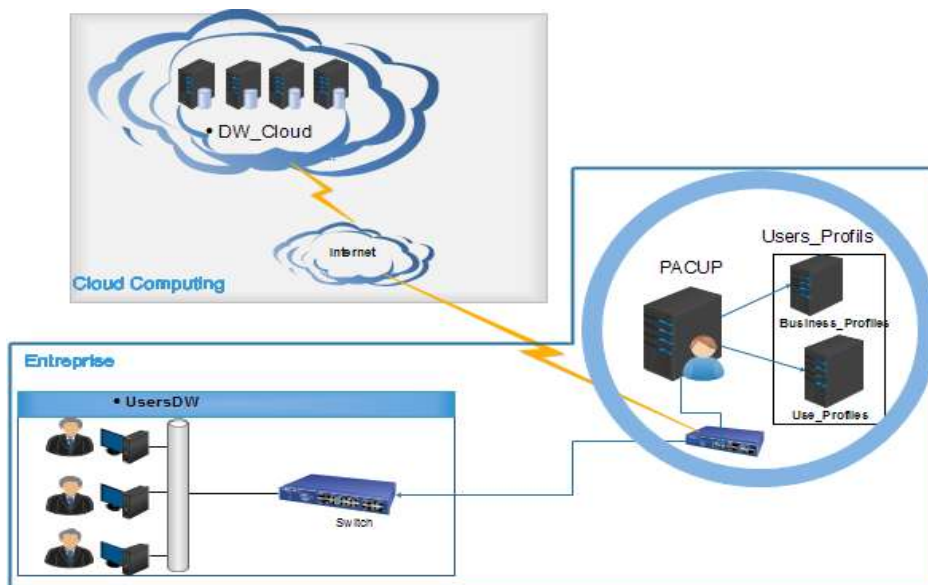 • DW_Cloud
Internet
Cloud Computing
Users_Profils
PACUP
Business_Profiles
Use_Profiles
Entreprise
• UsersDW
Switch